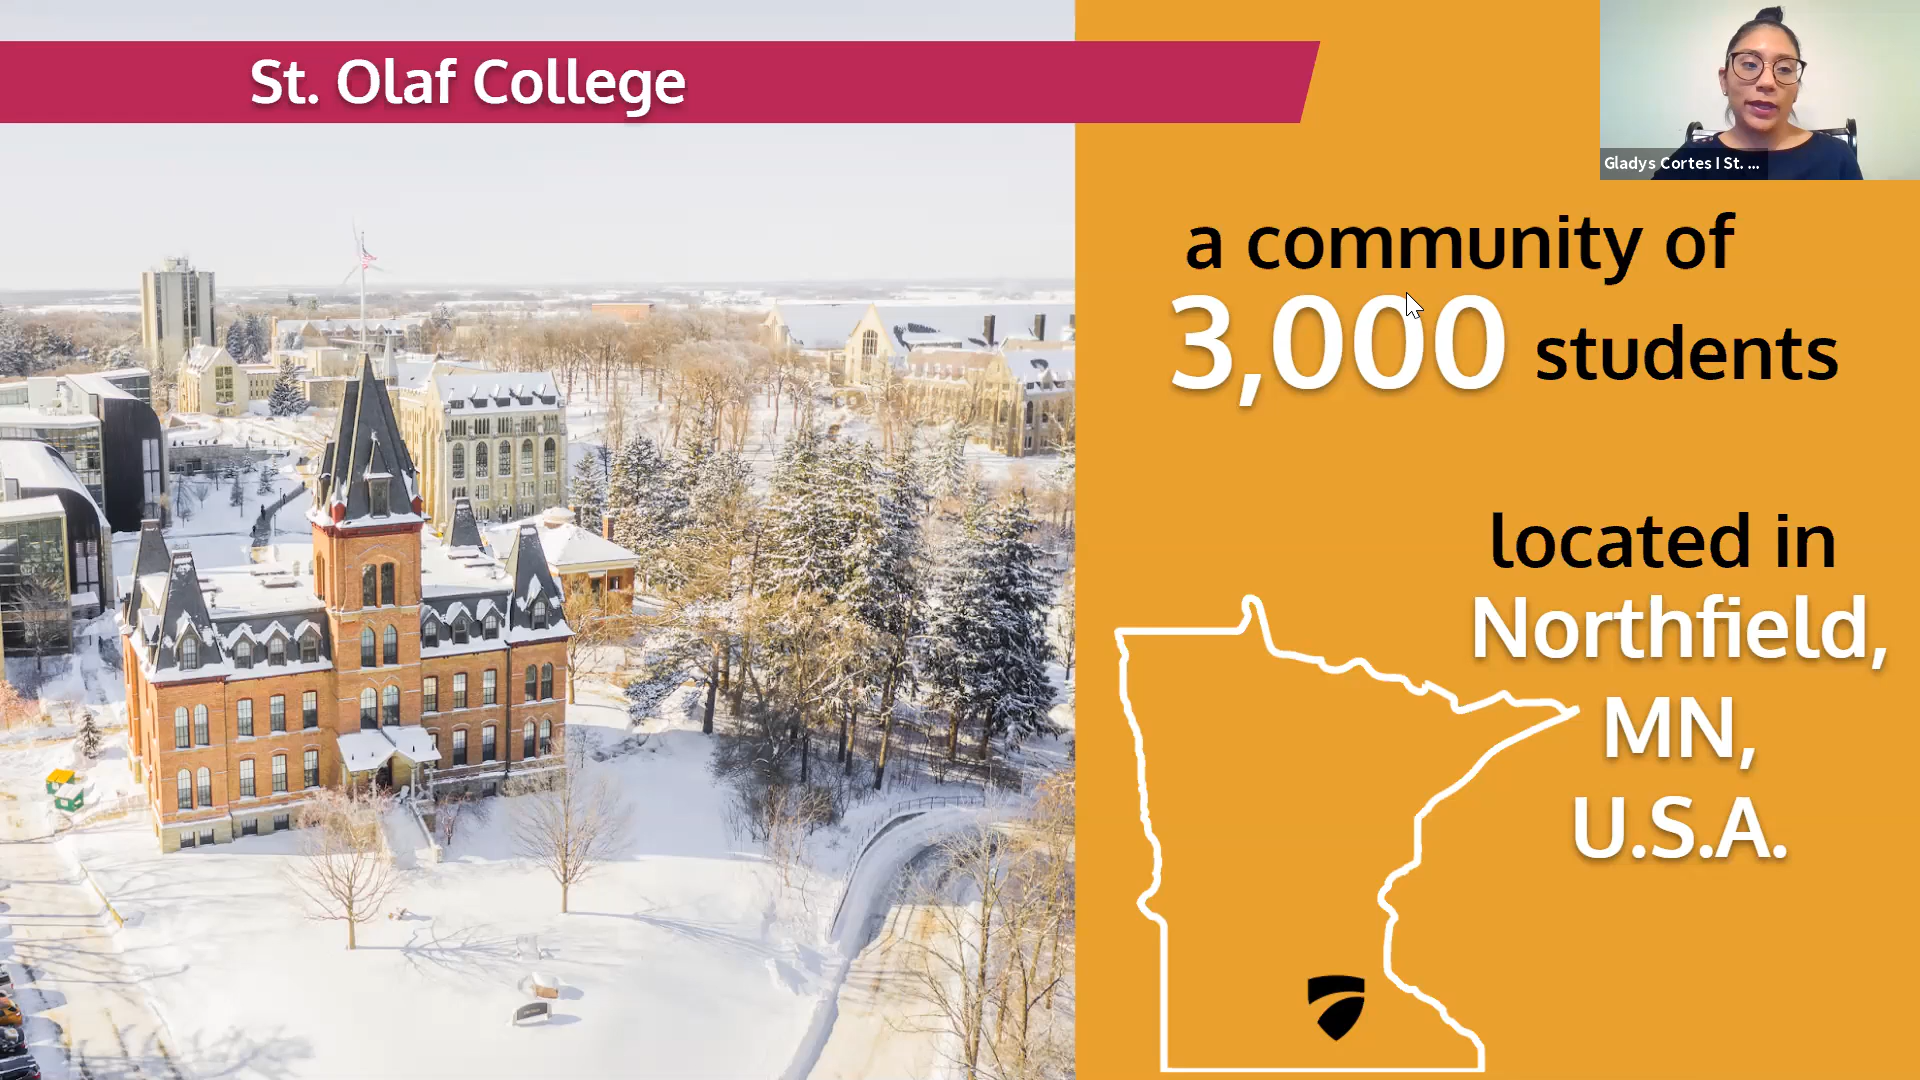 St. Olaf College
Gladys Cortes I St. ...
a community of
3,000 students
located in
Northfield,
MN,
U.S.A.